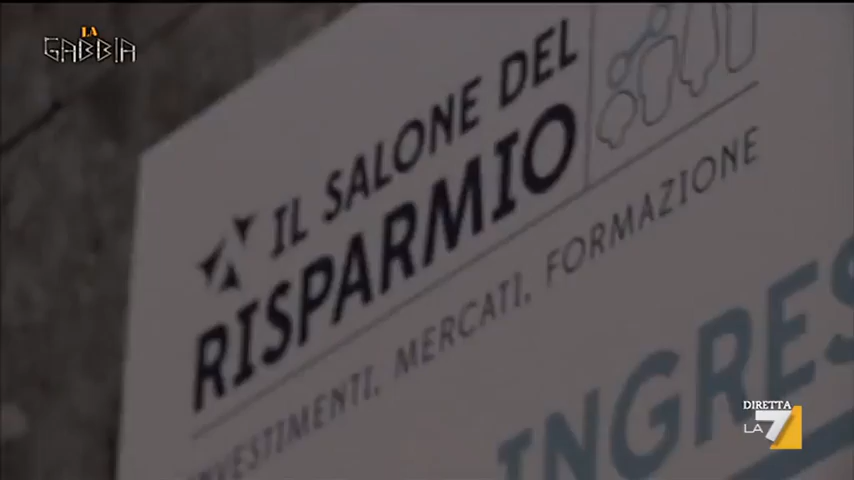 LA
GABBIA
IL SALONE DEL
RISPARMIO
INVESTIMENTI, MERCATI, FORMAZIONE
INGRES
DIRETTA
LA7